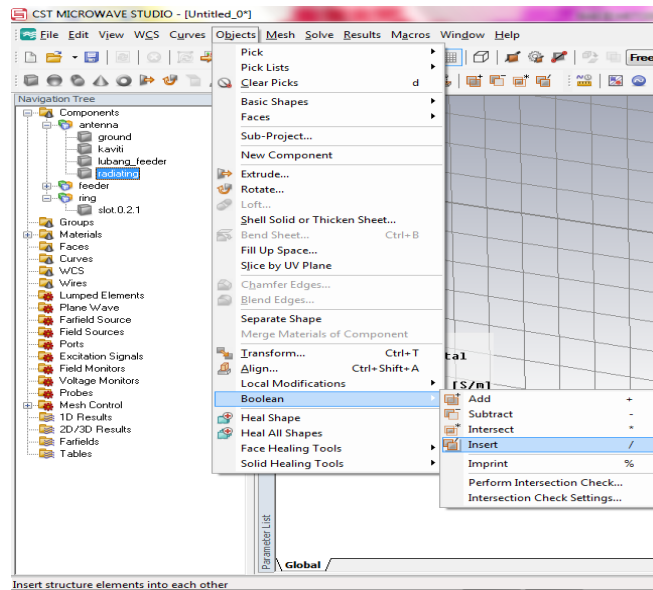 CST MICROWAVE STUDIO - [Untitled_0*]
File Edit View WCS Curves Objects Mesh Solve Results Macros Window Help
Free
Navigation Tree
Components
antenna
ground
kaviti
lubang_feeder
radiating
feeder
ring
slot.0.2.1
Groups
Materials
Faces
Curves
WCS
Wires
Lumped Elements
Plane Wave
Farfield Source
Field Sources
Ports
Excitation Signals
Field Monitors
Voltage Monitors
Probes
Mesh Control
1D Results
2D/3D Results
Farfields
Tables
Pick
Pick Lists
Clear Picks d
Basic Shapes
Faces
Sub-Project...
New Component
Extrude...
Rotate...
Loft...
Shell Solid or Thicken Sheet...
Bend Sheet... Ctrl+B
Fill Up Space...
Slice by UV Plane
Chamfer Edges...
Blend Edges...
Separate Shape
Merge Materials of Component
Transform... Ctrl+T
Align... Ctrl+Shift+A
Local Modifications
Boolean
Heal Shape
Heal All Shapes
Face Healing Tools
Solid Healing Tools
[S/m]
Add +
Subtract -
Intersect *
Insert /
Imprint %
Perform Intersection Check...
Intersection Check Settings...
Parameter List
Global
Insert structure elements into each other